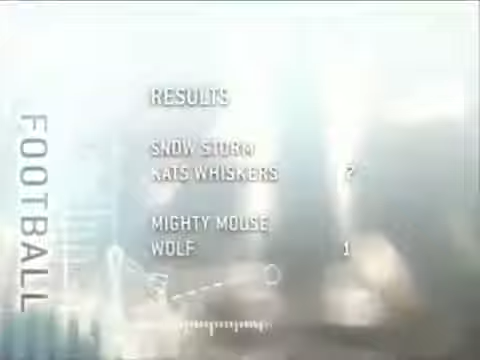 FOOTBALL
RESULTS
SNOW STORM
KATS WHISKERS
MIGHTY MOUSE
WOLF 1